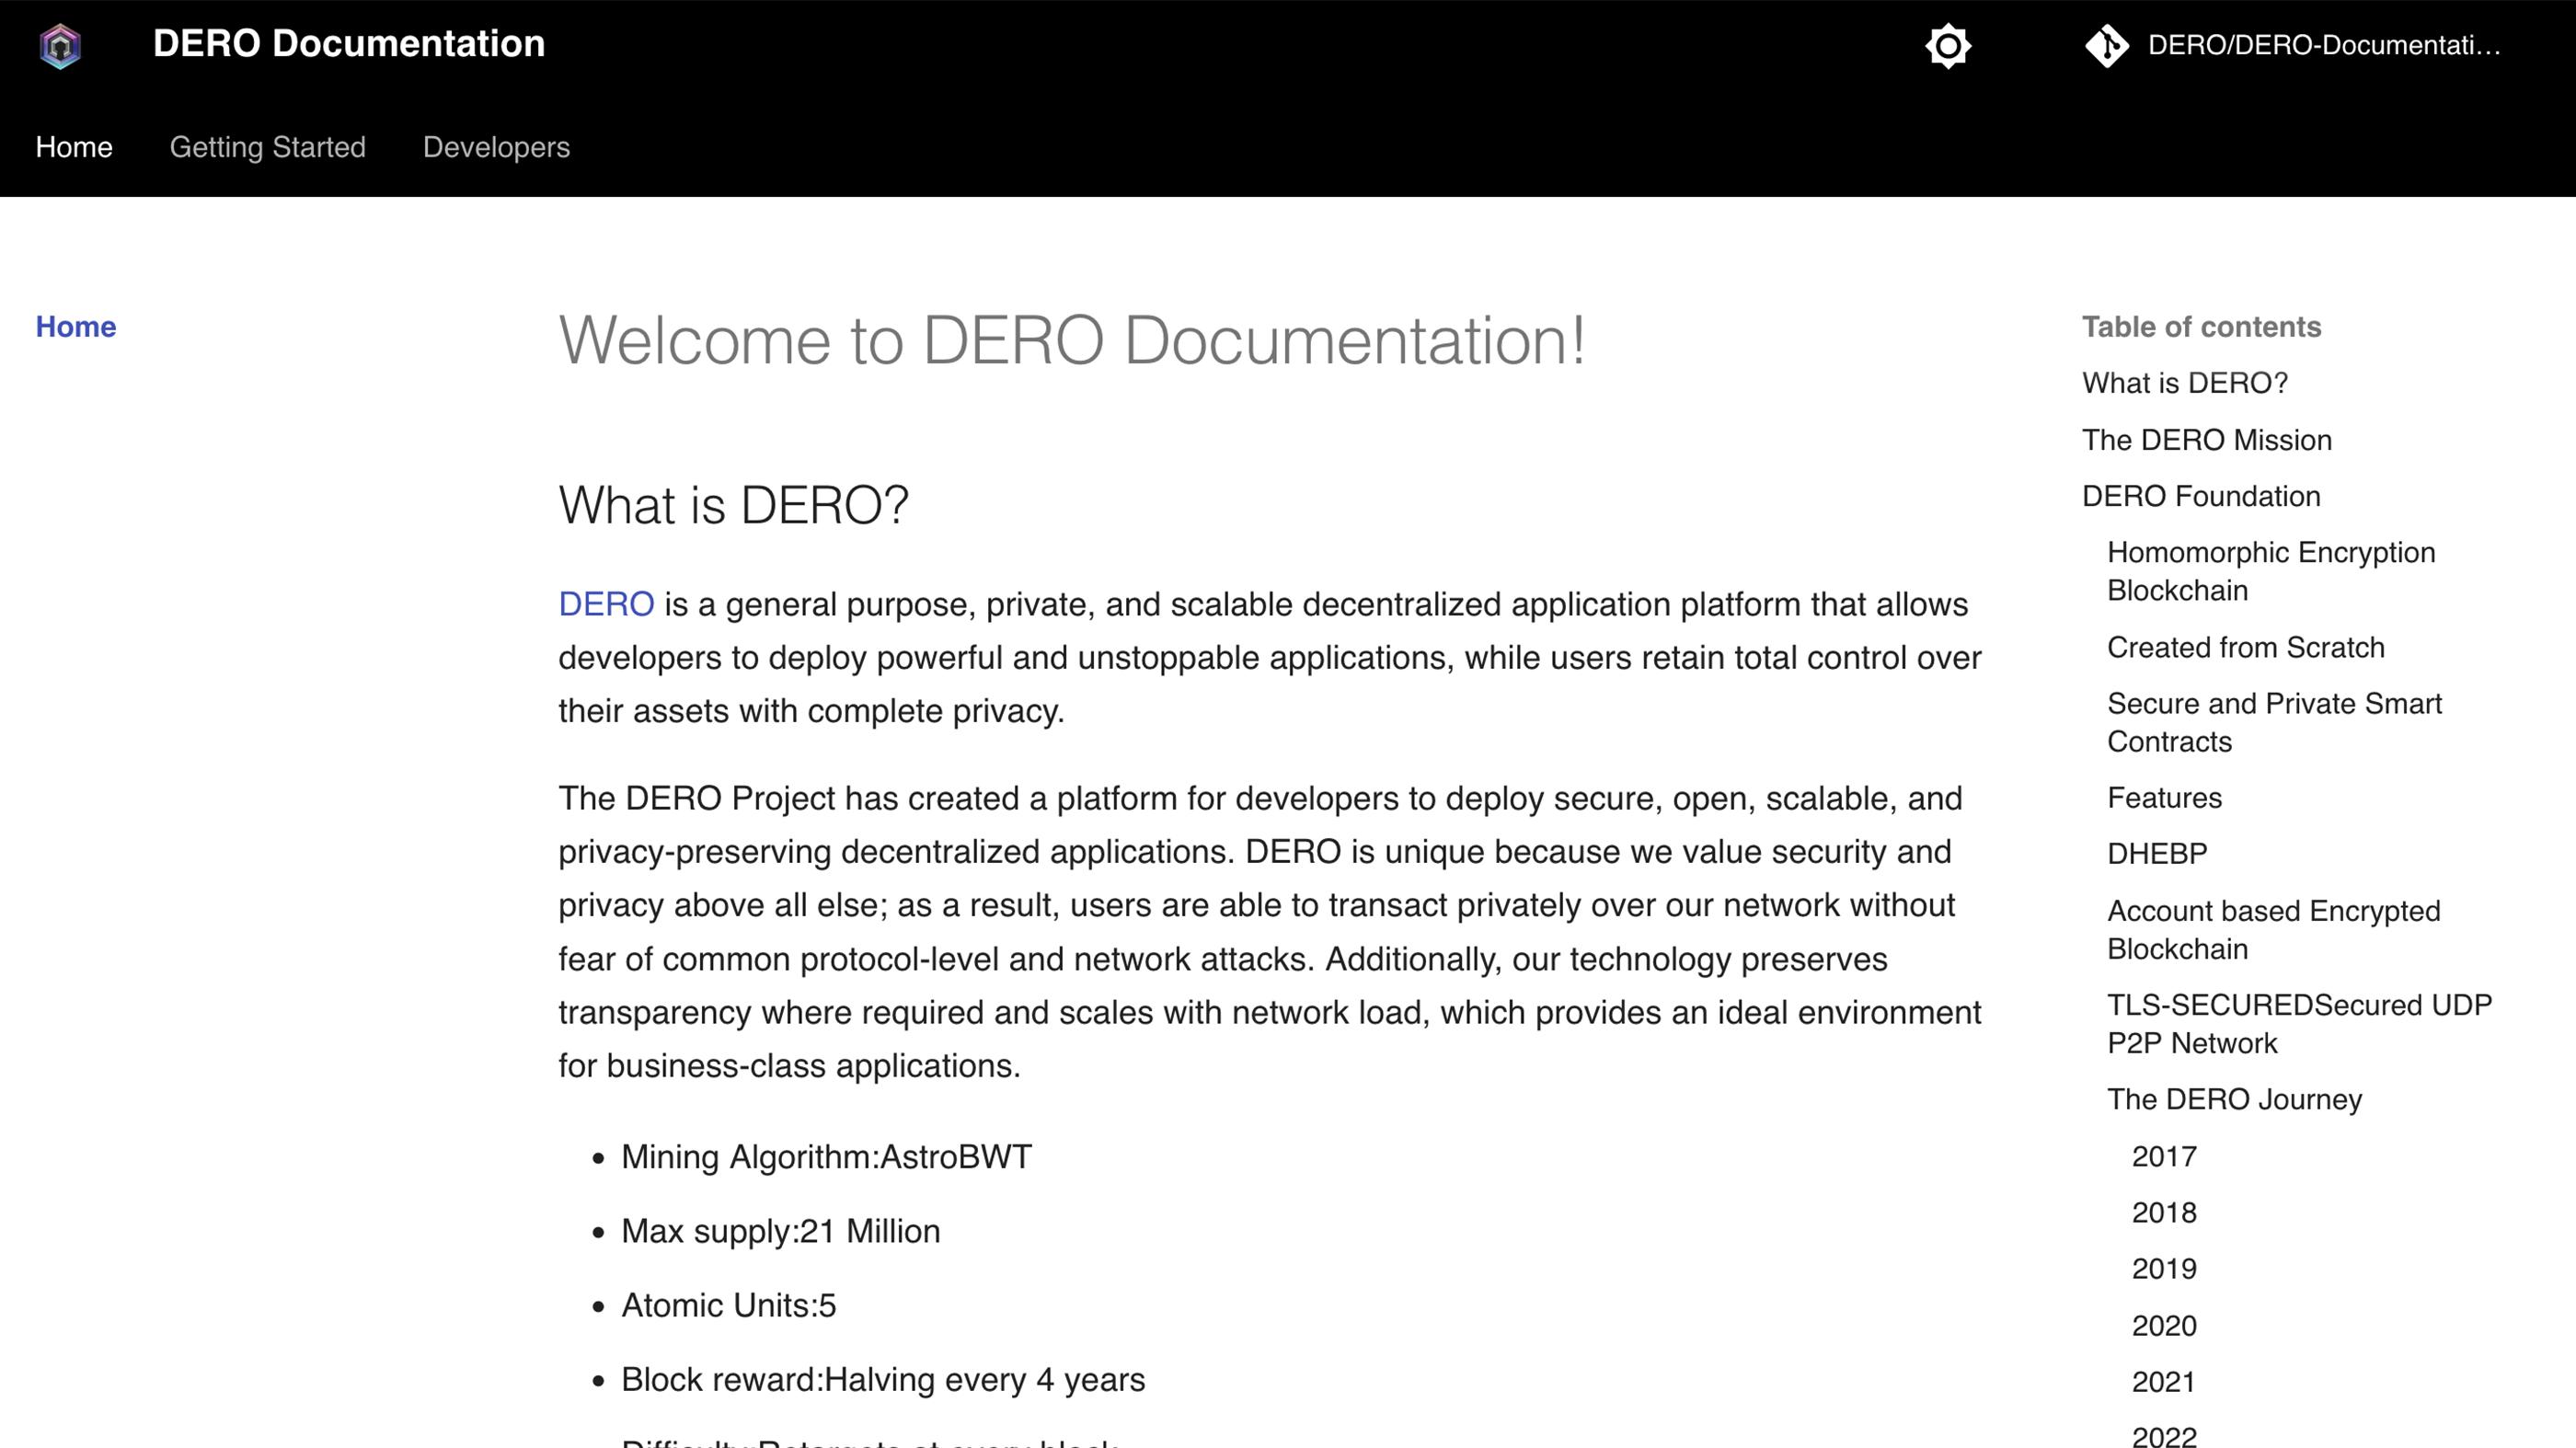 DERO Documentation
DERO/DERO-Documentati...
Home
Getting Started
Developers
Home
Welcome to DERO Documentation!
What is DERO?
DERO is a general purpose, private, and scalable decentralized application platform that allows
developers to deploy powerful and unstoppable applications, while users retain total control over
their assets with complete privacy.
The DERO Project has created a platform for developers to deploy secure, open, scalable, and
privacy-preserving decentralized applications. DERO is unique because we value security and
privacy above all else; as a result, users are able to transact privately over our network without
fear of common protocol-level and network attacks. Additionally, our technology preserves
transparency where required and scales with network load, which provides an ideal environment
for business-class applications.
• Mining Algorithm:AstroBWT
• Max supply:21 Million
• Atomic Units:5
• Block reward:Halving every 4 years
Difficulty:Retargets at every block
Table of contents
What is DERO?
The DERO Mission
DERO Foundation
Homomorphic Encryption
Blockchain
Created from Scratch
Secure and Private Smart
Contracts
Features
DHEBP
Account based Encrypted
Blockchain
TLS-SECUREDSecured UDP
P2P Network
The DERO Journey
2017
2018
2019
2020
2021
2022